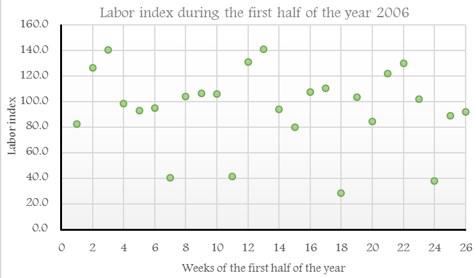 Labor index during the first half of the year 2006
160.0
140.0
120.0
100.0
80.0
60.0
40.0
20.0
0.0
Labor index
0 2 4 6 8 10 12 14 16 18 20 22 24 26
Weeks of the first half of the year